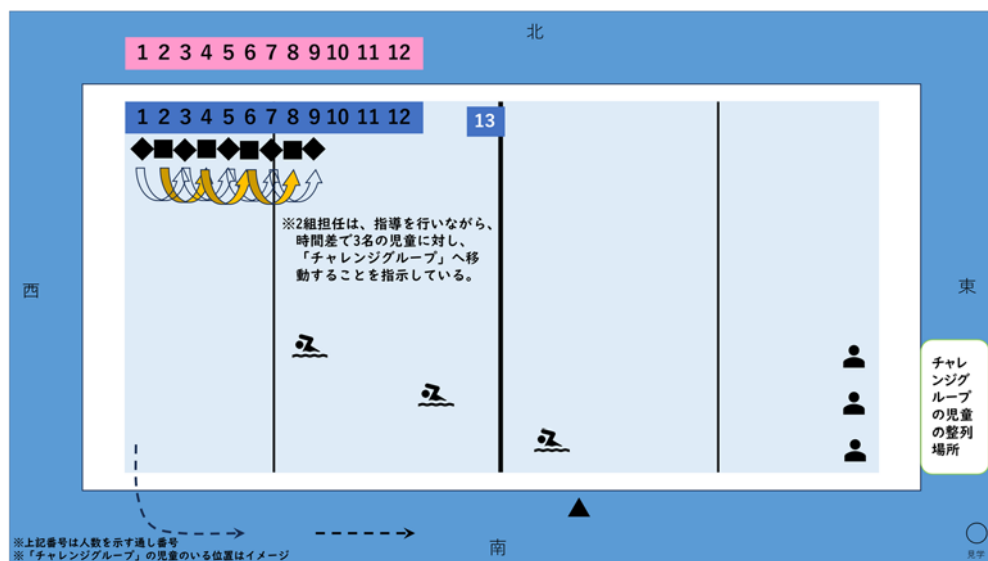 北
1 2 3 4 5 6 7 8 9 10 11 12
1 2 3 4 5 6 7 8 9 10 11 12
13
※2組担任は、指導を行いながら、
時間差で3名の児童に対し、
「チャレンジグループ」へ移
動することを指示している。
西
東
チャレ
ンジグ
ループ
の児童
の整列
場所
南
※上記番号は人数を示す通し番号
※「チャレンジグループ」の児童のいる位置はイメージ
見学